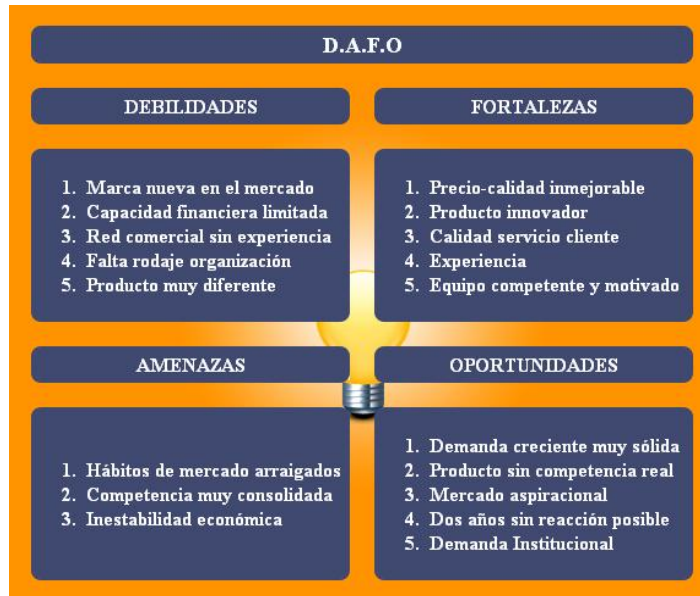 D.A.F.O
DEBILIDADES
1. Marca nueva en el mercado
2. Capacidad financiera limitada
3. Red comercial sin experiencia
4. Falta rodaje organización
5. Producto muy diferente
FORTALEZAS
1. Precio-calidad inmejorable
2. Producto innovador
3. Calidad servicio cliente
4. Experiencia
5. Equipo competente y motivado
AMENAZAS
1. Hábitos de mercado arraigados
2. Competencia muy consolidada
3. Inestabilidad económica
OPORTUNIDADES
1. Demanda creciente muy sólida
2. Producto sin competencia real
3. Mercado aspiracional
4. Dos años sin reacción posible
5. Demanda Institucional